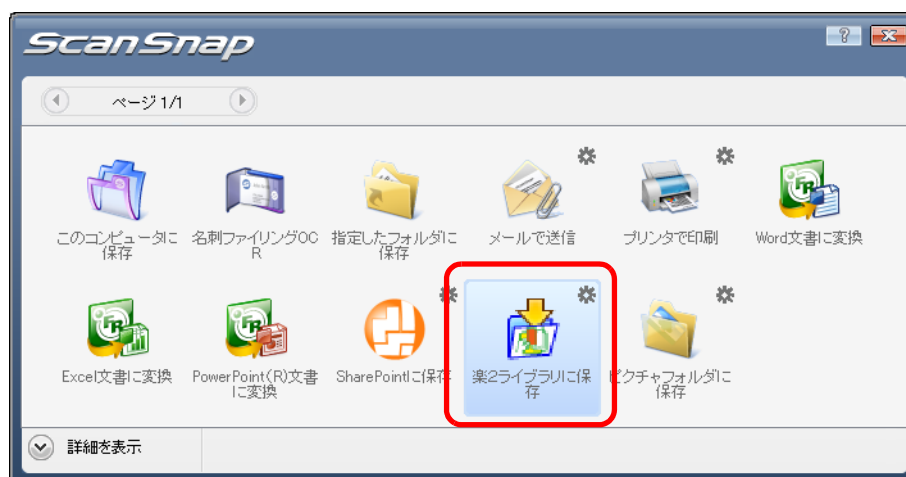 ScanSnap
ページ 1/1
このコンピュータに
保存
名刺ファイリングOC
R
指定したフォルダに
保存
メールで送信
プリンタで印刷
Word文書に変換
Excel文書に変換
PowerPoint(R)文書
に変換
SharePointに保存
楽2ライブラリに保
存
ピクチャフォルダに
保存
詳細を表示